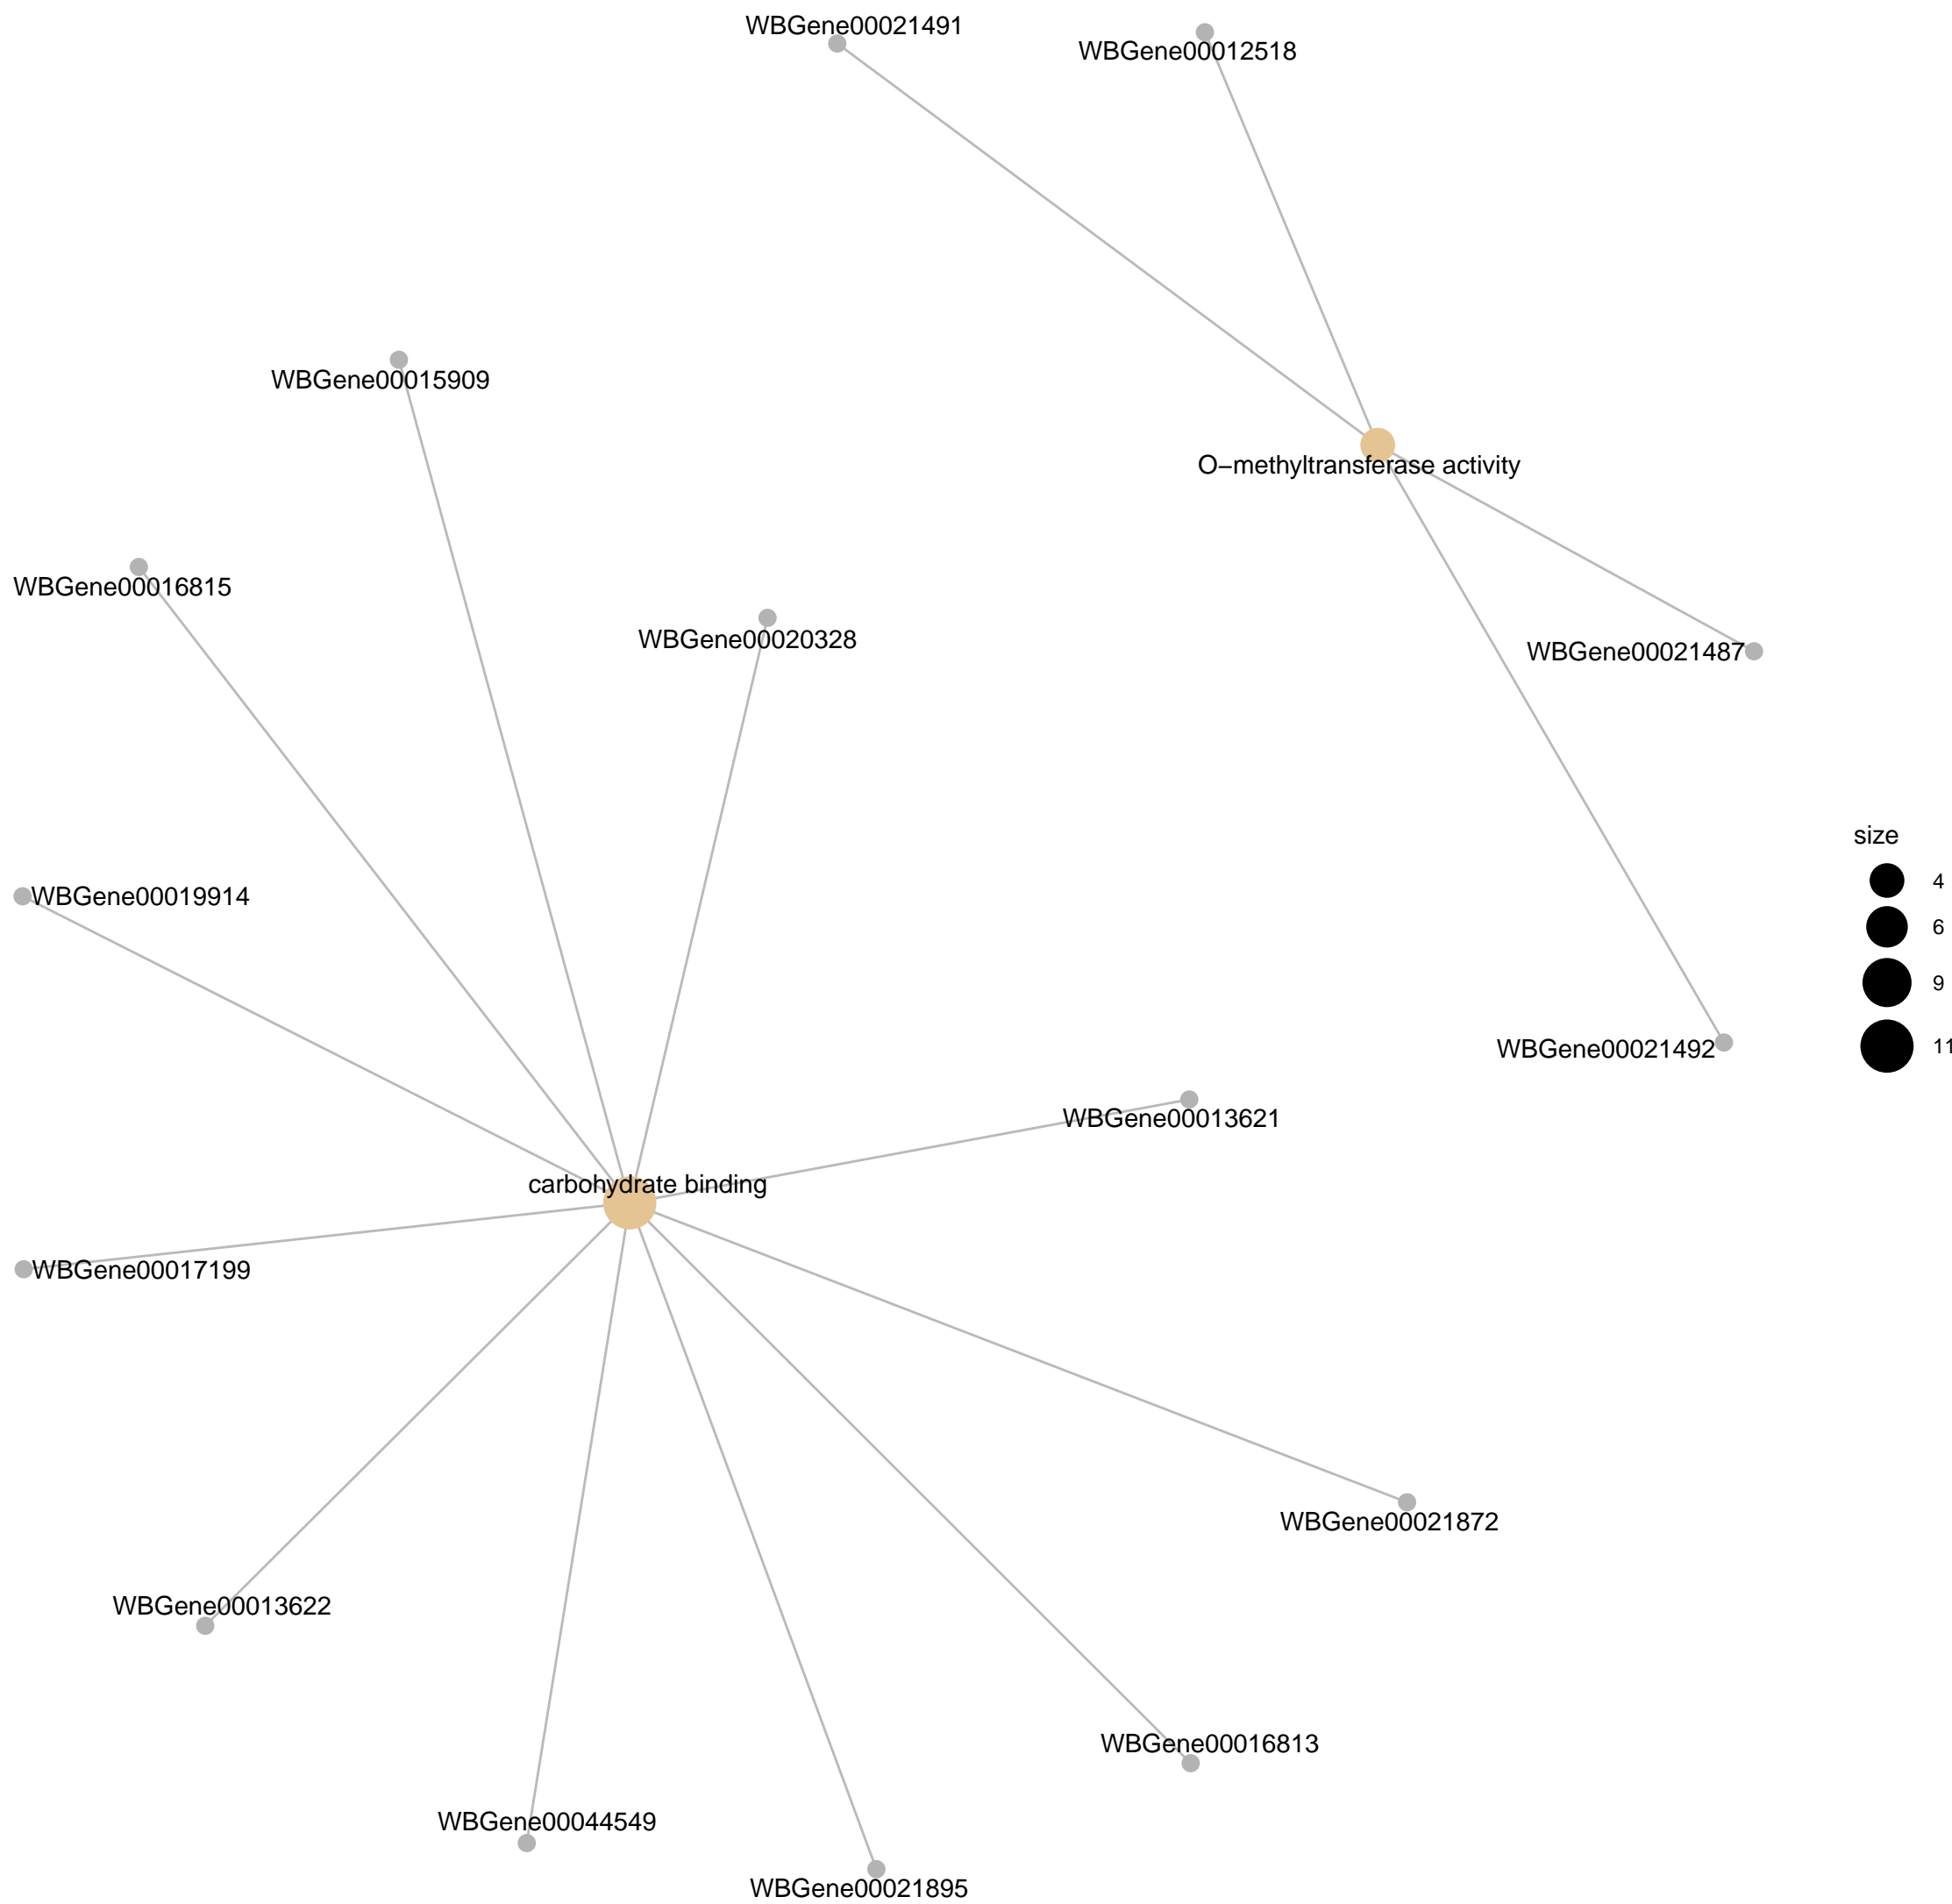 WBGene00021491
WBGene00012518
WBGene00015909
O−methyltransferase activity
WBGene00016815
WBGene00020328
WBGene00021487
size
4
WBGene00019914
6
9
WBGene00021492
11
WBGene00013621
carbohydrate binding
WBGene00017199
WBGene00021872
WBGene00013622
WBGene00016813
WBGene00044549
WBGene00021895